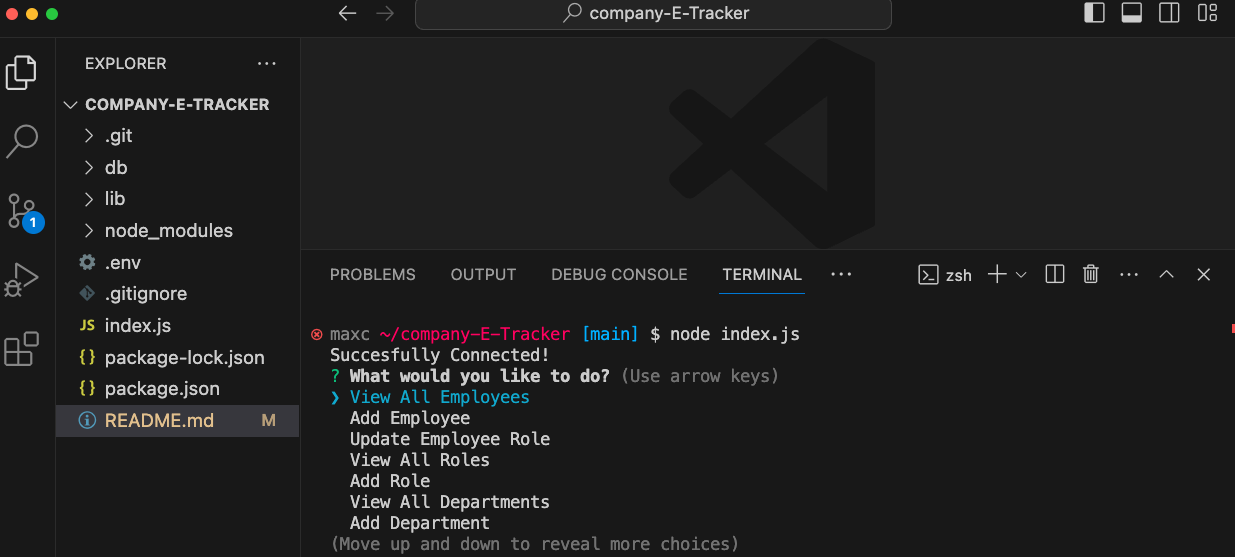 company-E-Tracker
EXPLORER
COMPANY-E-TRACKER
.git
db
lib
node_modules
.env
.gitignore
JS index.js
{} package-lock.json
{} package.json
README.md M
1
PROBLEMS OUTPUT DEBUG CONSOLE TERMINAL
zsh
maxc ~/company-E-Tracker [main] $ node index.js
Succesfully Connected!
? What would you like to do? (Use arrow keys)
❯ View All Employees
Add Employee
Update Employee Role
View All Roles
Add Role
View All Departments
Add Department
(Move up and down to reveal more choices)